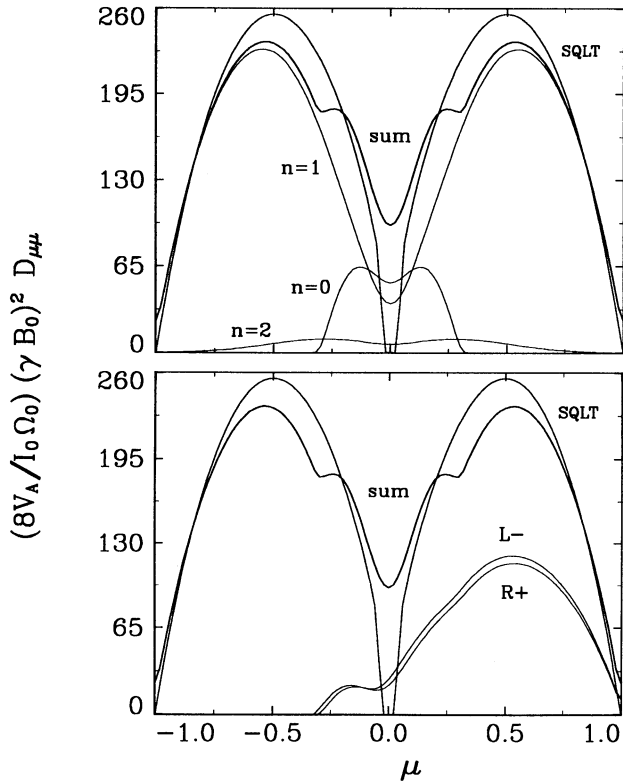 260
195
130
65
0
SQLT
sum
n=1
n=0
n=2
(8V_A/I_0Ω_0) (γ B_0)² D_μμ
260
195
130
65
0
SQLT
sum
L−
R+
−1.0 −0.5 0.0 0.5 1.0
μ